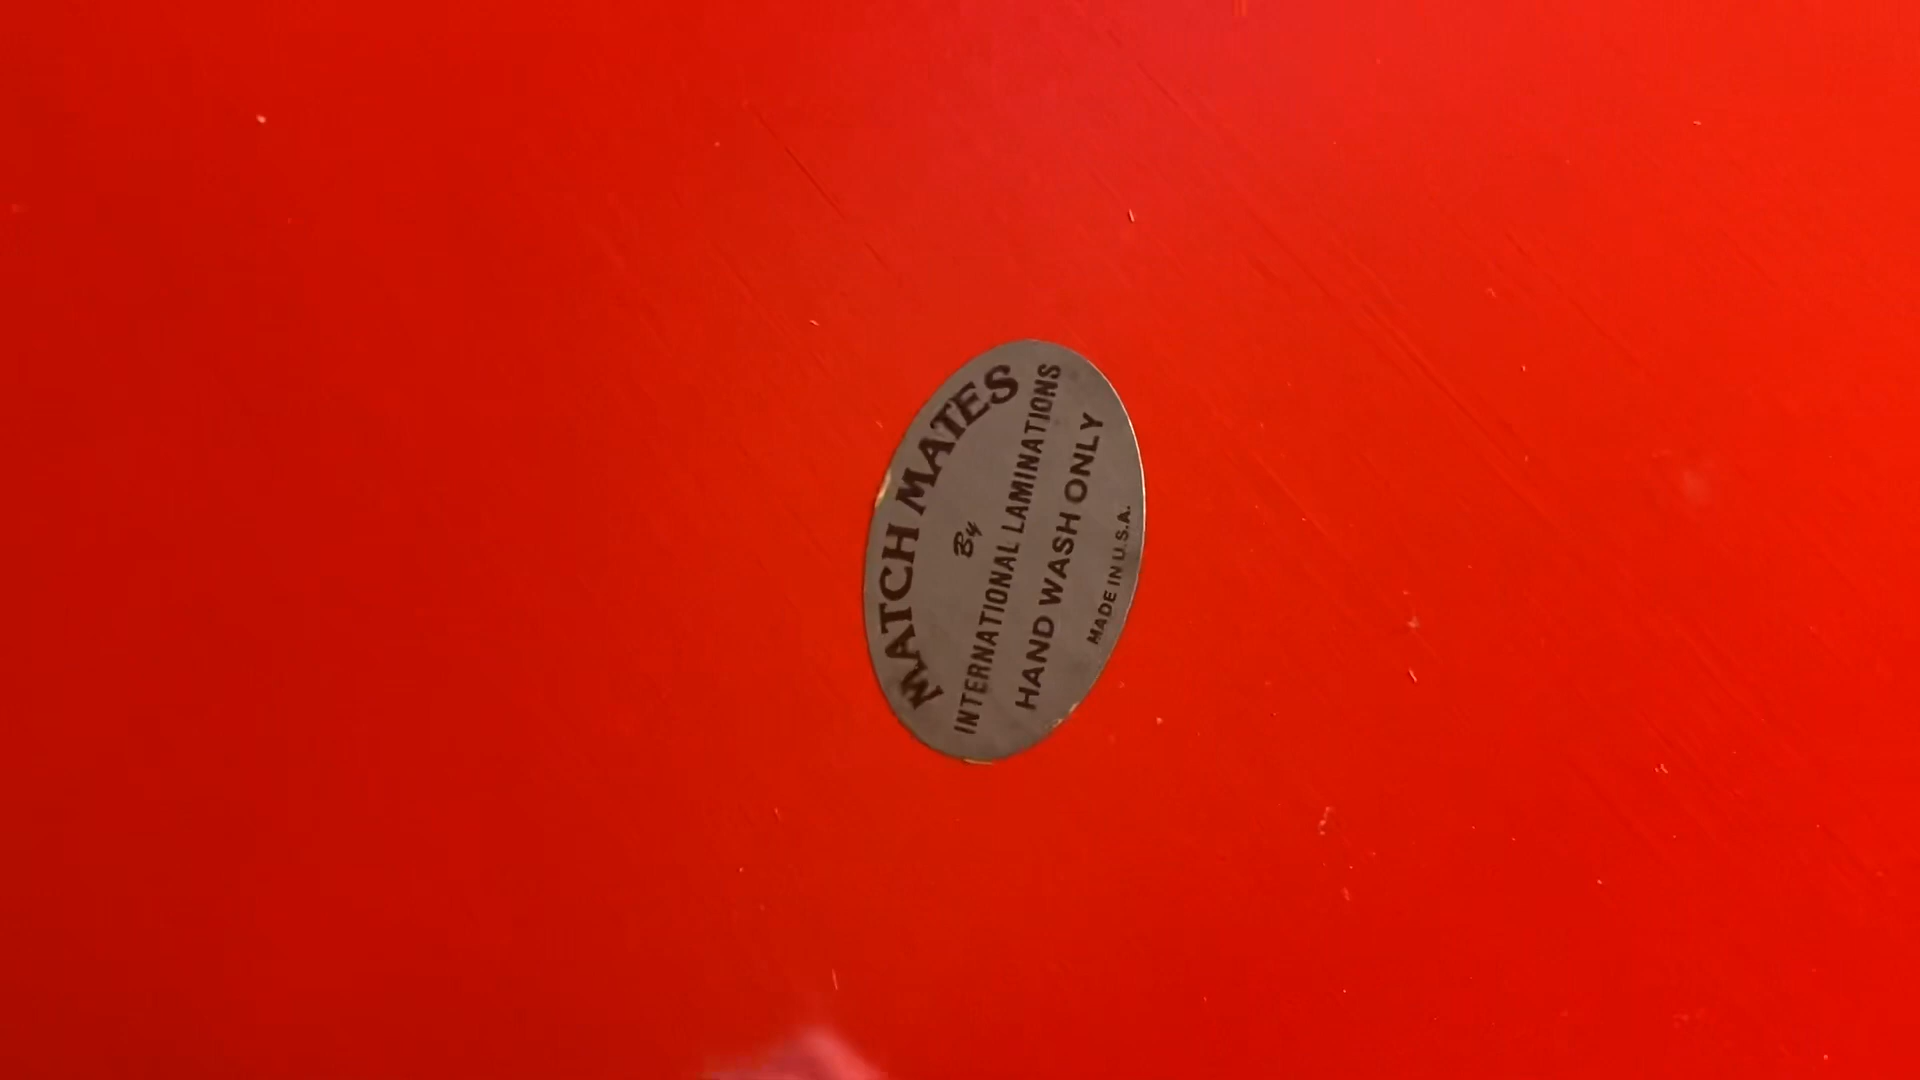 MATCH MATES
By
INTERNATIONAL LAMINATIONS
HAND WASH ONLY
MADE IN U.S.A.